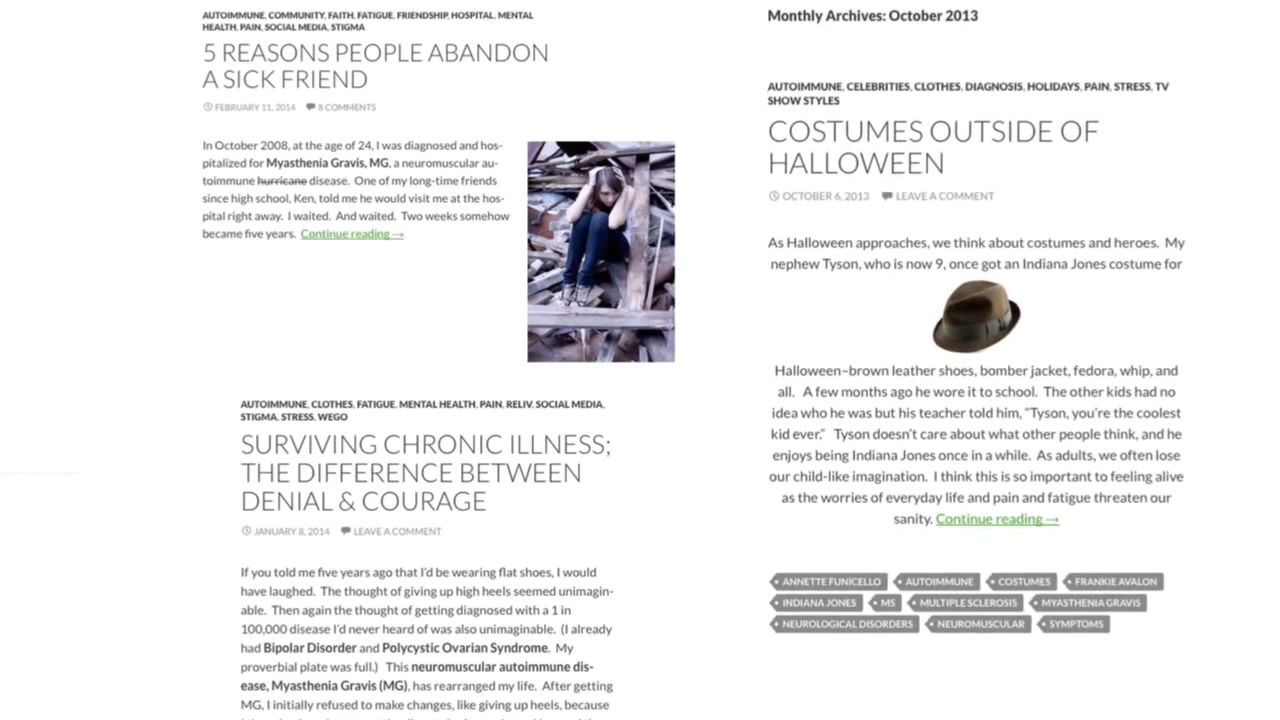 AUTOIMMUNE, COMMUNITY, FAITH, FATIGUE, FRIENDSHIP, HOSPITAL, MENTAL
HEALTH, PAIN, SOCIAL MEDIA, STIGMA
5 REASONS PEOPLE ABANDON
A SICK FRIEND
FEBRUARY 11, 2014 8 COMMENTS
In October 2008, at the age of 24, I was diagnosed and hos-
pitalized for Myasthenia Gravis, MG, a neuromuscular au-
toimmune hurricane disease. One of my long-time friends
since high school, Ken, told me he would visit me at the hos-
pital right away. I waited. And waited. Two weeks somehow
became five years. Continue reading →
AUTOIMMUNE, CLOTHES, FATIGUE, MENTAL HEALTH, PAIN, RELIV, SOCIAL MEDIA,
STIGMA, STRESS, WEGO
SURVIVING CHRONIC ILLNESS;
THE DIFFERENCE BETWEEN
DENIAL & COURAGE
JANUARY 8, 2014 LEAVE A COMMENT
If you told me five years ago that I'd be wearing flat shoes, I would
have laughed. The thought of giving up high heels seemed unimagin-
able. Then again the thought of getting diagnosed with a 1 in
100,000 disease I'd never heard of was also unimaginable. (I already
had Bipolar Disorder and Polycystic Ovarian Syndrome. My
proverbial plate was full.) This neuromuscular autoimmune dis-
ease, Myasthenia Gravis (MG), has rearranged my life. After getting
MG, I initially refused to make changes, like giving up heels, because
Monthly Archives: October 2013
AUTOIMMUNE, CELEBRITIES, CLOTHES, DIAGNOSIS, HOLIDAYS, PAIN, STRESS, TV
SHOW STYLES
COSTUMES OUTSIDE OF
HALLOWEEN
OCTOBER 6, 2013 LEAVE A COMMENT
As Halloween approaches, we think about costumes and heroes. My
nephew Tyson, who is now 9, once got an Indiana Jones costume for
Halloween–brown leather shoes, bomber jacket, fedora, whip, and
all. A few months ago he wore it to school. The other kids had no
idea who he was but his teacher told him, “Tyson, you're the coolest
kid ever.” Tyson doesn't care about what other people think, and he
enjoys being Indiana Jones once in a while. As adults, we often lose
our child-like imagination. I think this is so important to feeling alive
as the worries of everyday life and pain and fatigue threaten our
sanity. Continue reading →
ANNETTE FUNICELLO AUTOIMMUNE COSTUMES FRANKIE AVALON
INDIANA JONES MS MULTIPLE SCLEROSIS MYASTHENIA GRAVIS
NEUROLOGICAL DISORDERS NEUROMUSCULAR SYMPTOMS